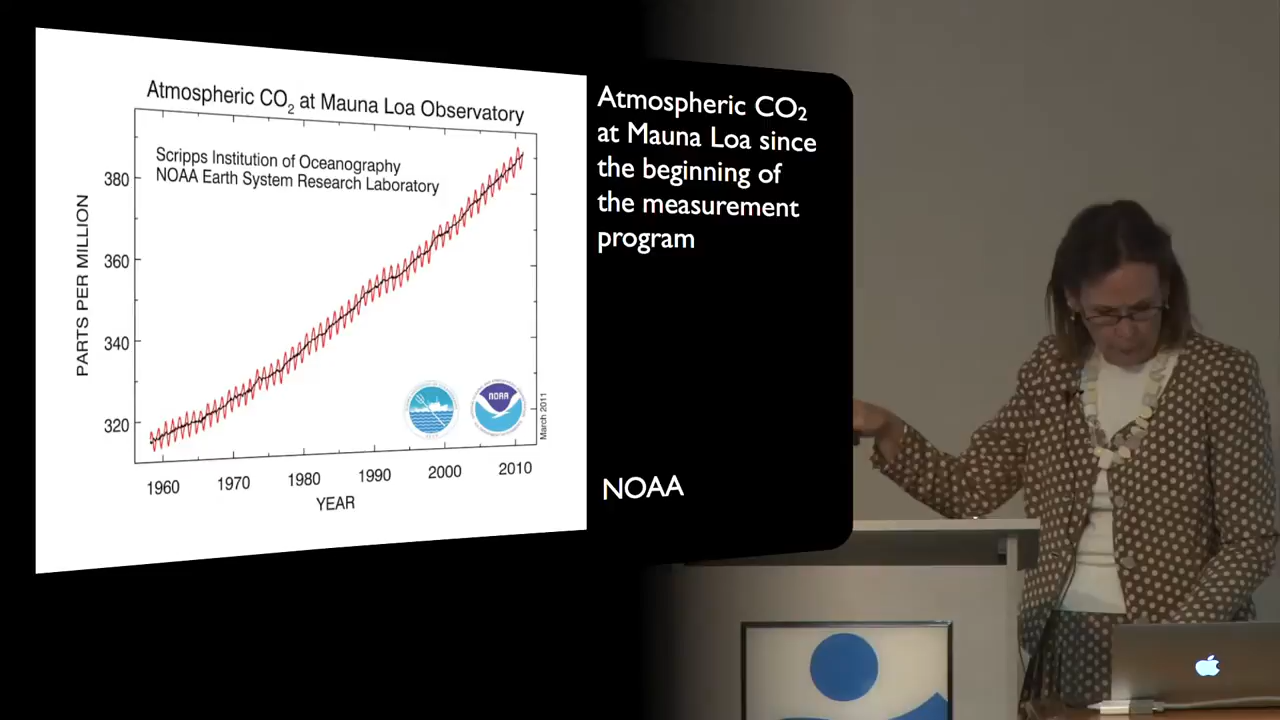 Atmospheric CO₂ at Mauna Loa Observatory
Scripps Institution of Oceanography
NOAA Earth System Research Laboratory
PARTS PER MILLION
380
360
340
320
1960 1970 1980 1990 2000 2010
YEAR
NOAA
March 2011
Atmospheric CO₂
at Mauna Loa since
the beginning of
the measurement
program
NOAA